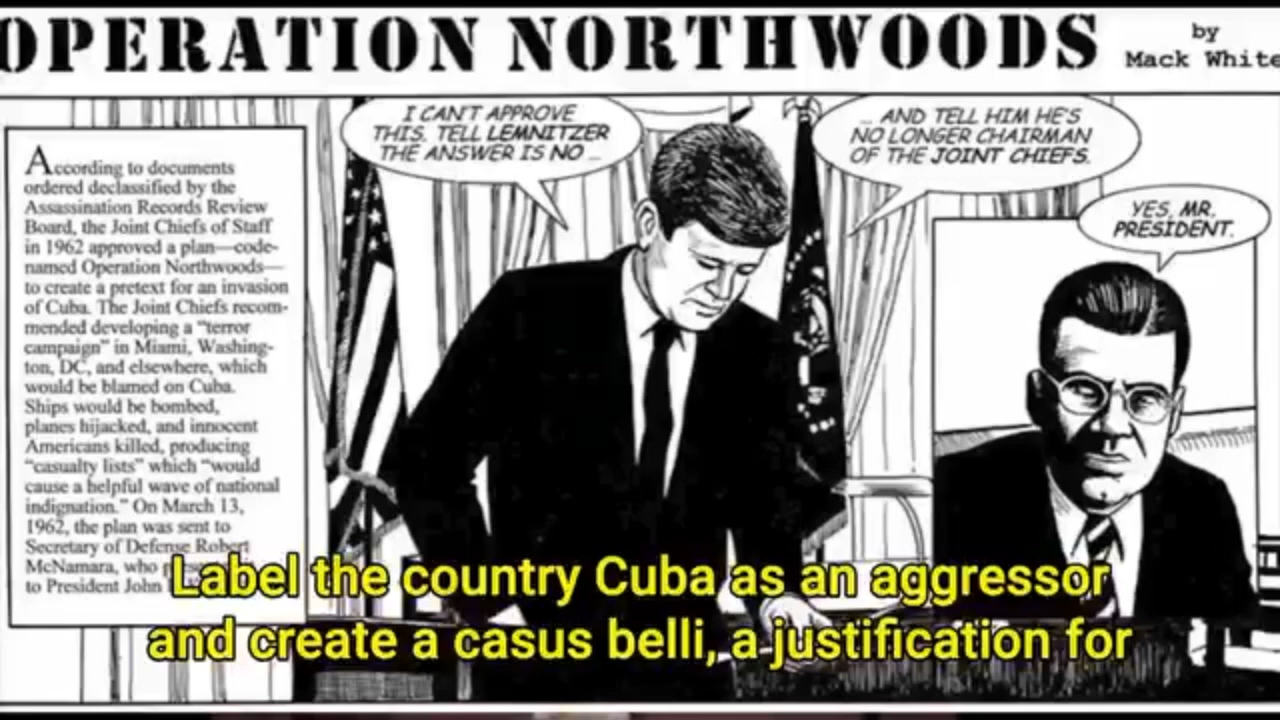 OPERATION NORTHWOODS
by
Mack White
According to documents
ordered declassified by the
Assassination Records Review
Board, the Joint Chiefs of Staff
in 1962 approved a plan—code-
named Operation Northwoods—
to create a pretext for an invasion
of Cuba. The Joint Chiefs recom-
mended developing a “terror
campaign” in Miami, Washing-
ton, DC, and elsewhere, which
would be blamed on Cuba.
Ships would be bombed,
planes hijacked, and innocent
Americans killed, producing
“casualty lists” which “would
cause a helpful wave of national
indignation.” On March 13,
1962, the plan was sent to
Secretary of Defense Robert
McNamara, who
to President John
I CAN'T APPROVE
THIS. TELL LEMNITZER
THE ANSWER IS NO ...
... AND TELL HIM HE'S
NO LONGER CHAIRMAN
OF THE JOINT CHIEFS.
YES, MR.
PRESIDENT.
Label the country Cuba as an aggressor
and create a casus belli, a justification for